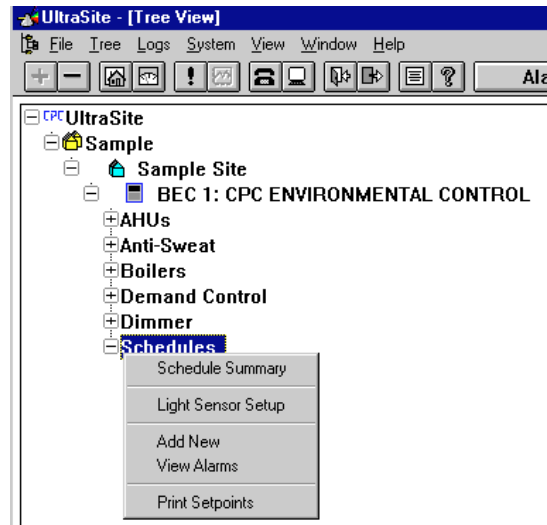 UltraSite - [Tree View]
File Tree Logs System View Window Help
Ala
CPC UltraSite
Sample
Sample Site
BEC 1: CPC ENVIRONMENTAL CONTROL
AHUs
Anti-Sweat
Boilers
Demand Control
Dimmer
Schedules
Schedule Summary
Light Sensor Setup
Add New
View Alarms
Print Setpoints